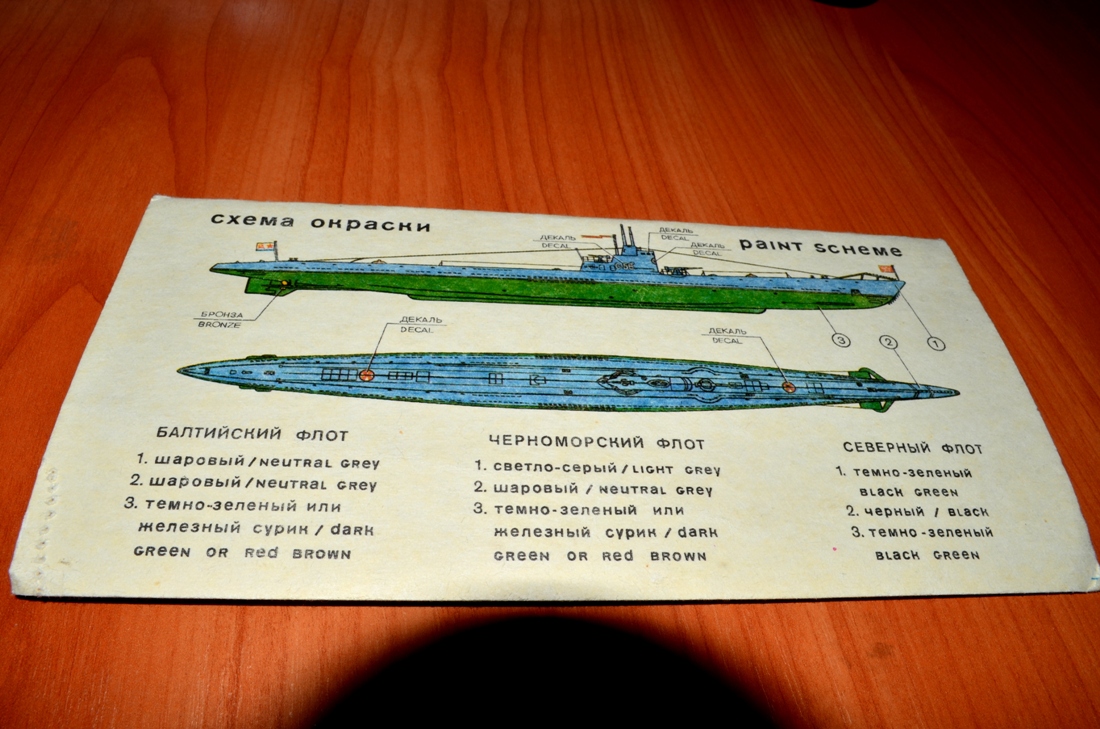 схема окраски
paint scheme
ДЕКАЛЬ
DECAL
ДЕКАЛЬ
DECAL
ДЕКАЛЬ
DECAL
БРОНЗА
BRONZE
ДЕКАЛЬ
DECAL
ДЕКАЛЬ
DECAL
3
2
1
БАЛТИЙСКИЙ ФЛОТ
1. шаровый/neutral grey
2. шаровый/neutral grey
3. темно-зеленый или
железный сурик / dark
green or red brown
ЧЕРНОМОРСКИЙ ФЛОТ
1. светло-серый/light grey
2. шаровый / neutral grey
3. темно-зеленый или
железный сурик / dark
green or red brown
СЕВЕРНЫЙ ФЛОТ
1. темно-зеленый
black green
2. черный / black
3. темно-зеленый
black green